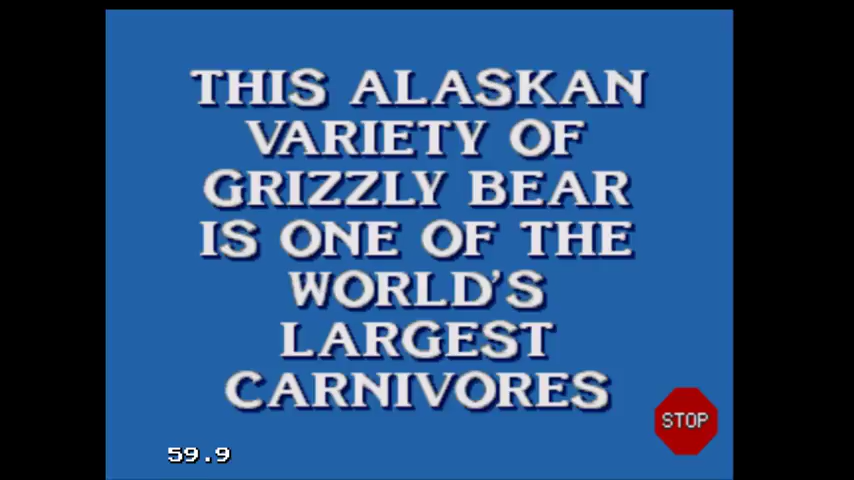 THIS ALASKAN
VARIETY OF
GRIZZLY BEAR
IS ONE OF THE
WORLD'S
LARGEST
CARNIVORES
STOP
59.9